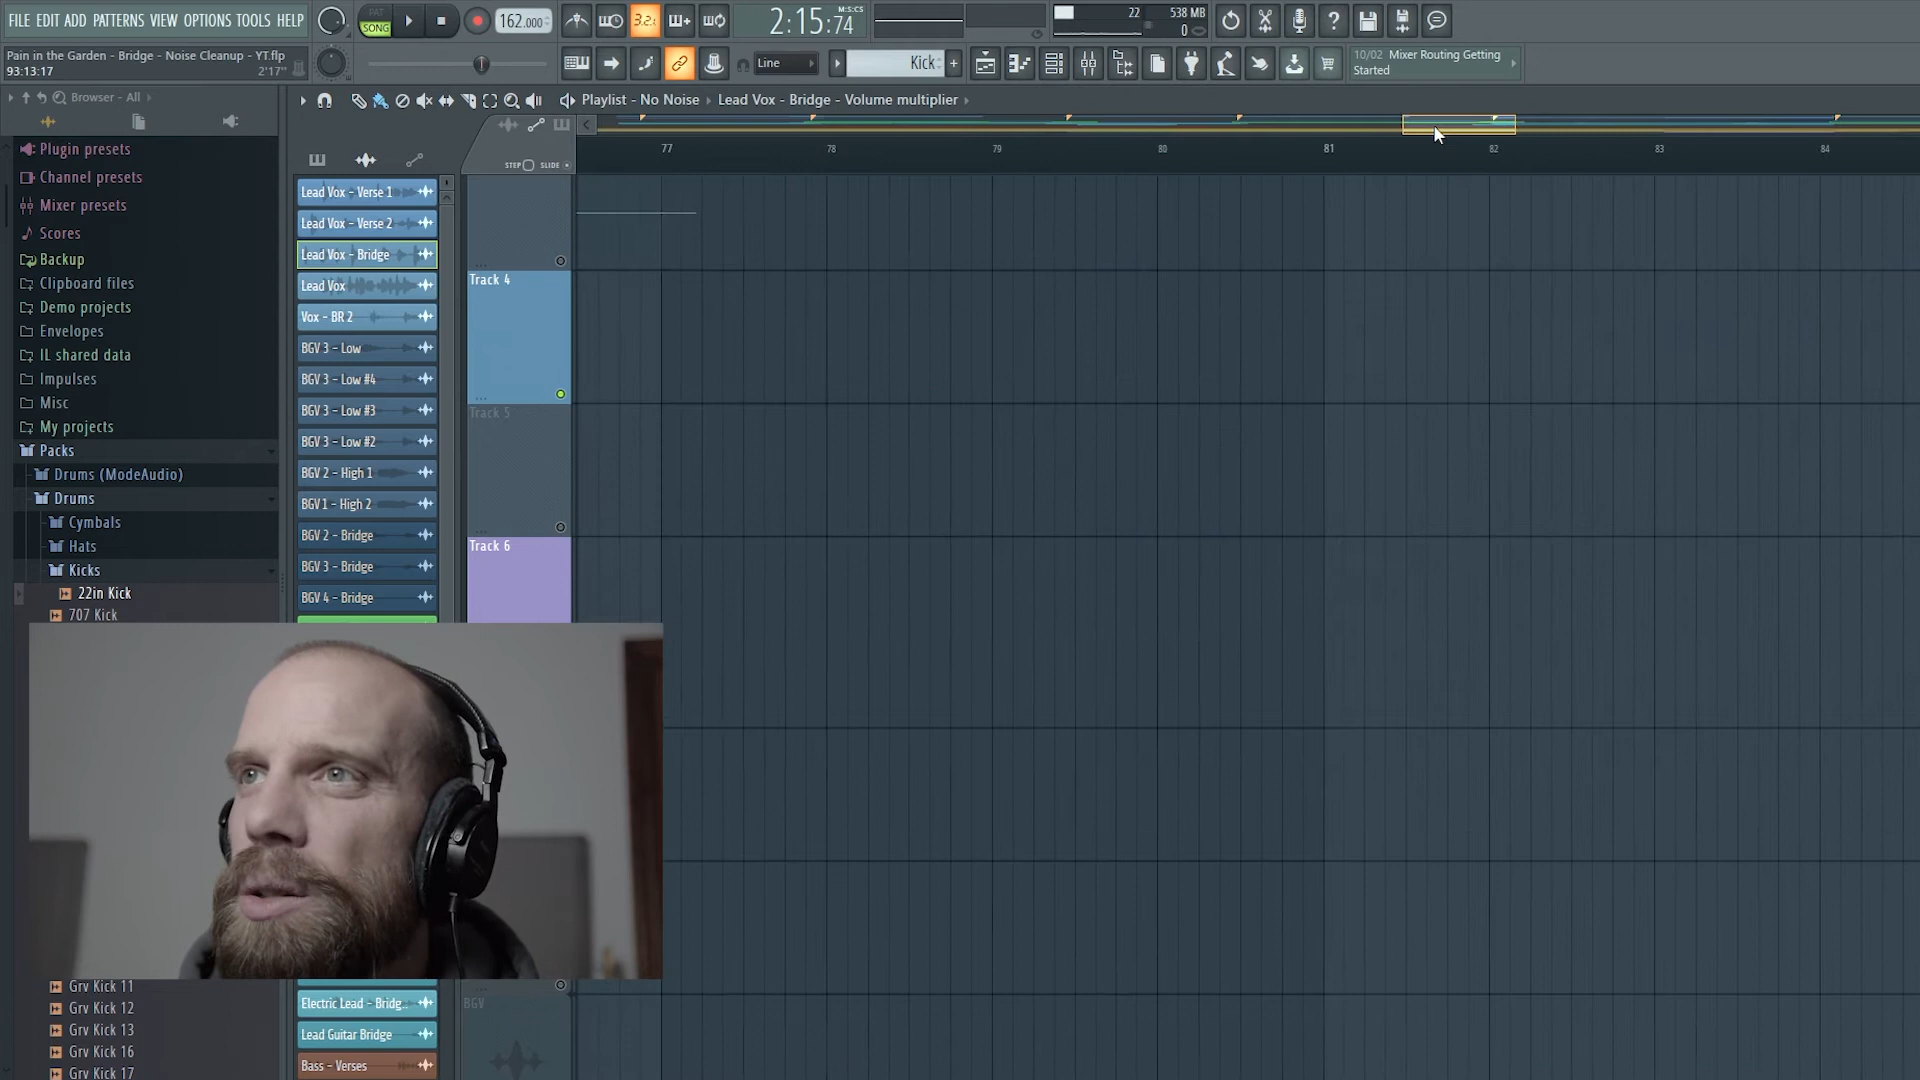 FILE EDIT ADD PATTERNS VIEW OPTIONS TOOLS HELP
PAT
SONG
162.000
3.2.
2:15:74
M:S:CS
22
538 MB
0
Pain in the Garden - Bridge - Noise Cleanup - YT.flp
93:13:17
2'17"
Line
Kick
10/02 Mixer Routing Getting
Started
Browser - All
Playlist - No Noise
Lead Vox - Bridge - Volume multiplier
STEP
SLIDE
77
78
79
80
81
82
83
84
Plugin presets
Channel presets
Mixer presets
Scores
Backup
Clipboard files
Demo projects
Envelopes
IL shared data
Impulses
Misc
My projects
Packs
Drums (ModeAudio)
Drums
Cymbals
Hats
Kicks
22in Kick
707 Kick
Grv Kick 11
Grv Kick 12
Grv Kick 13
Grv Kick 16
Grv Kick 17
Lead Vox - Verse 1
Lead Vox - Verse 2
Lead Vox - Bridge
Lead Vox
Vox - BR 2
BGV 3 - Low
BGV 3 - Low #4
BGV 3 - Low #3
BGV 3 - Low #2
BGV 2 - High 1
BGV 1 - High 2
BGV 2 - Bridge
BGV 3 - Bridge
BGV 4 - Bridge
Electric Lead - Bridg..
Lead Guitar Bridge
Bass - Verses
Track 4
Track 5
Track 6
BGV